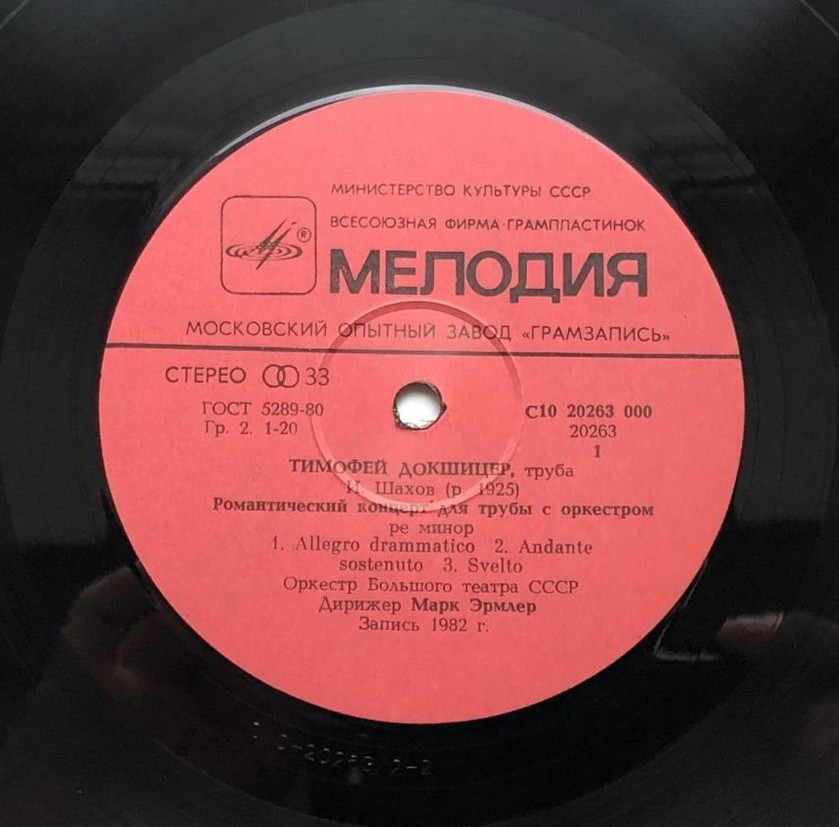 МИНИСТЕРСТВО КУЛЬТУРЫ СССР
ВСЕСОЮЗНАЯ ФИРМА ГРАМПЛАСТИНОК
®
МЕЛОДИЯ
МОСКОВСКИЙ ОПЫТНЫЙ ЗАВОД «ГРАМЗАПИСЬ»
СТЕРЕО 33
ГОСТ 5289-80
Гр. 2. 1-20
С10 20263 000
20263
1
ТИМОФЕЙ ДОКШИЦЕР, труба
И. Шахов (р. 1925)
Романтический концерт для трубы с оркестром
ре минор
1. Allegro drammatico 2. Andante
sostenuto 3. Svelto
Оркестр Большого театра СССР
Дирижер Марк Эрмлер
Запись 1982 г.